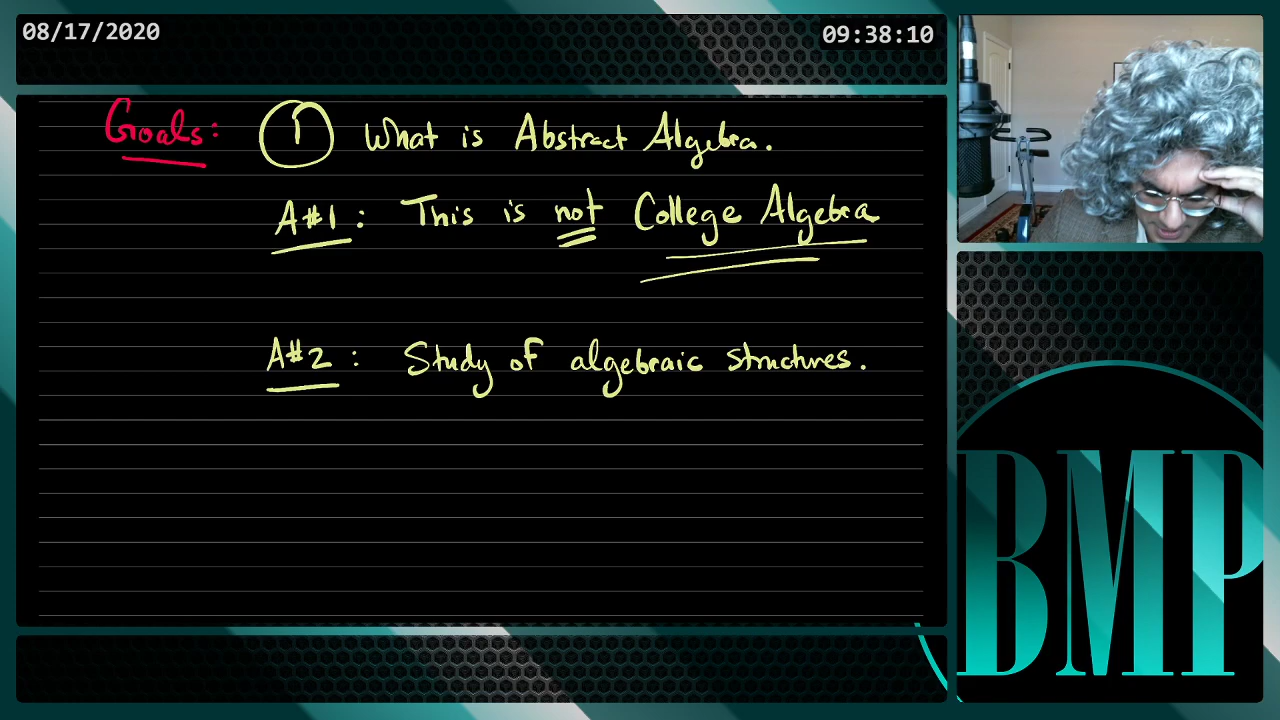 08/17/2020
09:38:10
Goals: 1 What is Abstract Algebra.
A#1: This is not College Algebra
A#2: Study of algebraic structures.
BMP